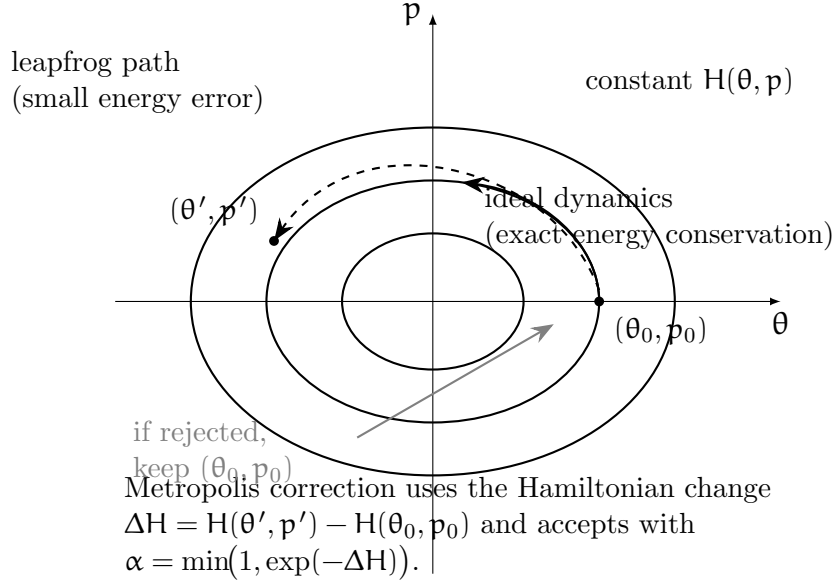 p
leapfrog path
(small energy error)
constant H(θ, p)
ideal dynamics
(exact energy conservation)
(θ′, p′)
(θ₀, p₀)
θ
if rejected,
keep (θ₀, p₀)
Metropolis correction uses the Hamiltonian change
ΔH = H(θ′, p′) − H(θ₀, p₀) and accepts with
α = min(1, exp(−ΔH)).